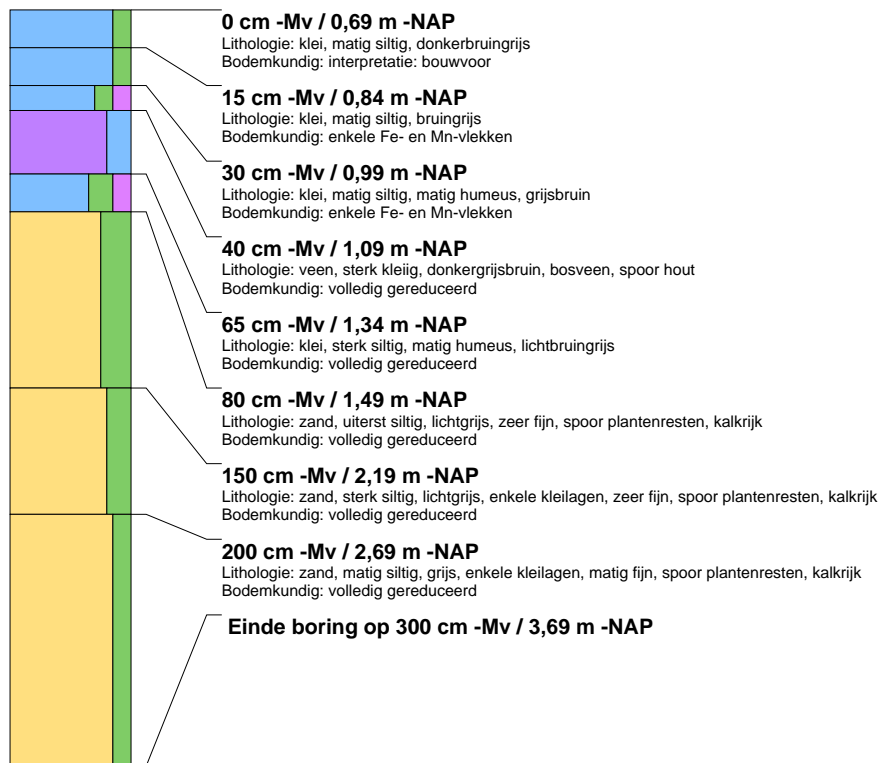 0 cm -Mv / 0,69 m -NAP
Lithologie: klei, matig siltig, donkerbruingrijs
Bodemkundig: interpretatie: bouwvoor
15 cm -Mv / 0,84 m -NAP
Lithologie: klei, matig siltig, bruingrijs
Bodemkundig: enkele Fe- en Mn-vlekken
30 cm -Mv / 0,99 m -NAP
Lithologie: klei, matig siltig, matig humeus, grijsbruin
Bodemkundig: enkele Fe- en Mn-vlekken
40 cm -Mv / 1,09 m -NAP
Lithologie: veen, sterk kleiig, donkergrijsbruin, bosveen, spoor hout
Bodemkundig: volledig gereduceerd
65 cm -Mv / 1,34 m -NAP
Lithologie: klei, sterk siltig, matig humeus, lichtbruingrijs
Bodemkundig: volledig gereduceerd
80 cm -Mv / 1,49 m -NAP
Lithologie: zand, uiterst siltig, lichtgrijs, zeer fijn, spoor plantenresten, kalkrijk
Bodemkundig: volledig gereduceerd
150 cm -Mv / 2,19 m -NAP
Lithologie: zand, sterk siltig, lichtgrijs, enkele kleilagen, zeer fijn, spoor plantenresten, kalkrijk
Bodemkundig: volledig gereduceerd
200 cm -Mv / 2,69 m -NAP
Lithologie: zand, matig siltig, grijs, enkele kleilagen, matig fijn, spoor plantenresten, kalkrijk
Bodemkundig: volledig gereduceerd
Einde boring op 300 cm -Mv / 3,69 m -NAP